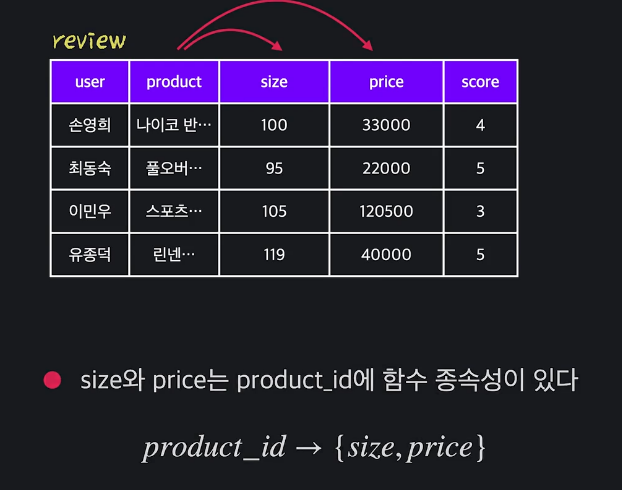 review
user product size price score
손영희 나이코 반… 100 33000 4
최동숙 풀오버… 95 22000 5
이민우 스포츠… 105 120500 3
유종덕 린넨… 119 40000 5
size와 price는 product_id에 함수 종속성이 있다
product_id → {size, price}